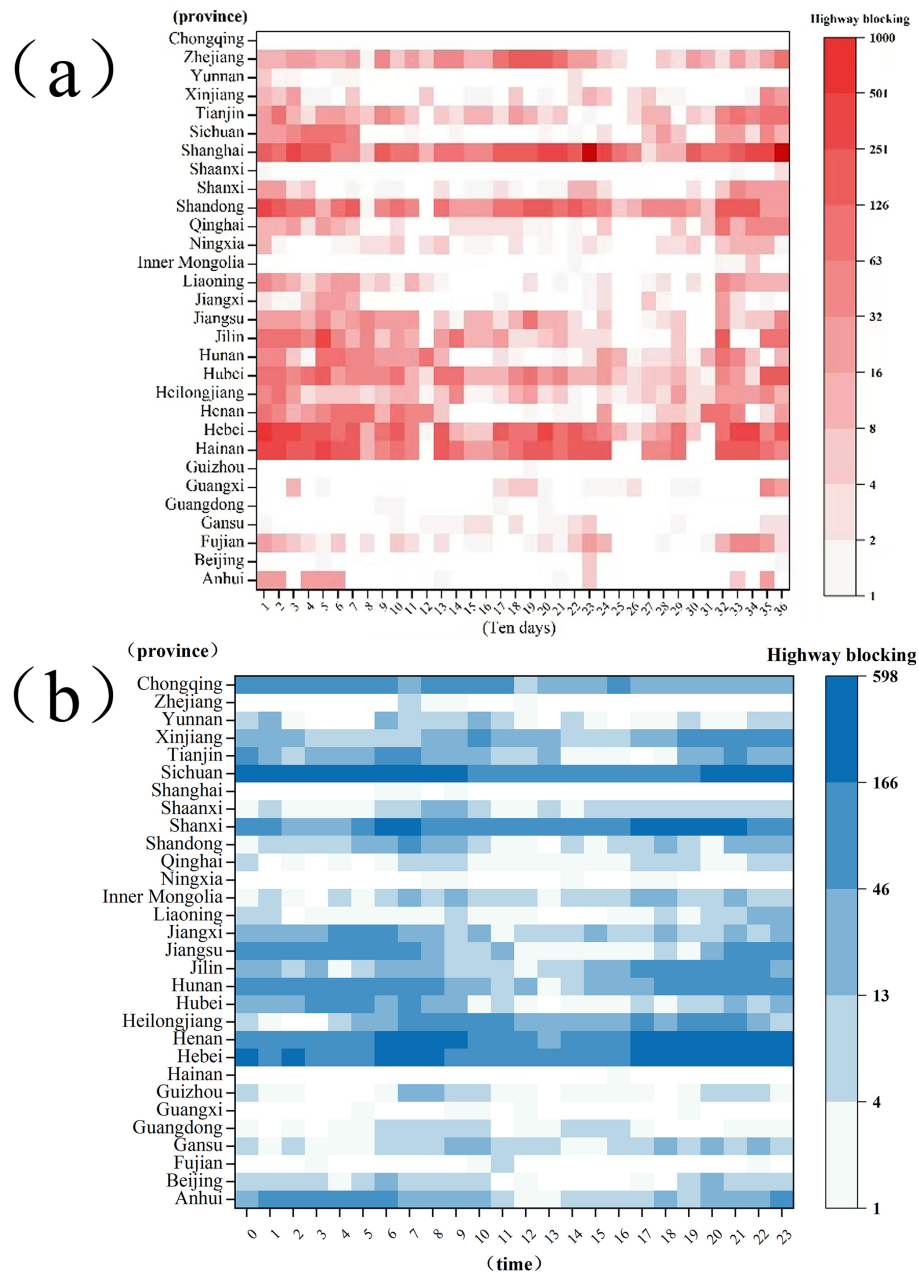 (a)
(province)
Highway blocking
Chongqing
Zhejiang
Yunnan
Xinjiang
Tianjin
Sichuan
Shanghai
Shaanxi
Shanxi
Shandong
Qinghai
Ningxia
Inner Mongolia
Liaoning
Jiangxi
Jiangsu
Jilin
Hunan
Hubei
Heilongjiang
Henan
Hebei
Hainan
Guizhou
Guangxi
Guangdong
Gansu
Fujian
Beijing
Anhui
1000
501
251
126
63
32
16
8
4
2
1
1 2 3 4 5 6 7 8 9 10 11 12 13 14 15 16 17 18 19 20 21 22 23 24 25 26 27 28 29 30 31 32 33 34 35 36
(Ten days)
(b)
（province）
Highway blocking
Chongqing
Zhejiang
Yunnan
Xinjiang
Tianjin
Sichuan
Shanghai
Shaanxi
Shanxi
Shandong
Qinghai
Ningxia
Inner Mongolia
Liaoning
Jiangxi
Jiangsu
Jilin
Hunan
Hubei
Heilongjiang
Henan
Hebei
Hainan
Guizhou
Guangxi
Guangdong
Gansu
Fujian
Beijing
Anhui
598
166
46
13
4
1
0 1 2 3 4 5 6 7 8 9 10 11 12 13 14 15 16 17 18 19 20 21 22 23
（time）